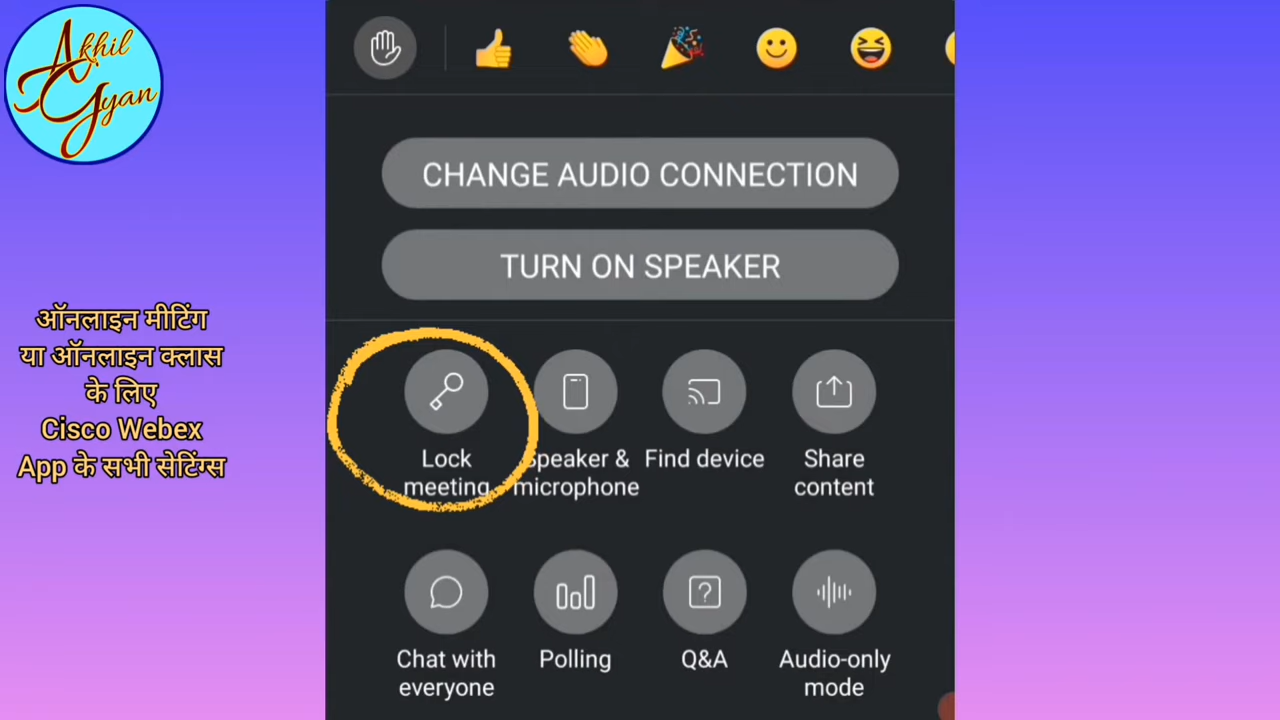 Akhil
Gyan
ऑनलाइन मीटिंग
या ऑनलाइन क्लास
के लिए
Cisco Webex
App के सभी सेटिंग्स
CHANGE AUDIO CONNECTION
TURN ON SPEAKER
Lock
meeting
Speaker &
microphone
Find device
Share
content
Chat with
everyone
Polling
Q&A
Audio-only
mode